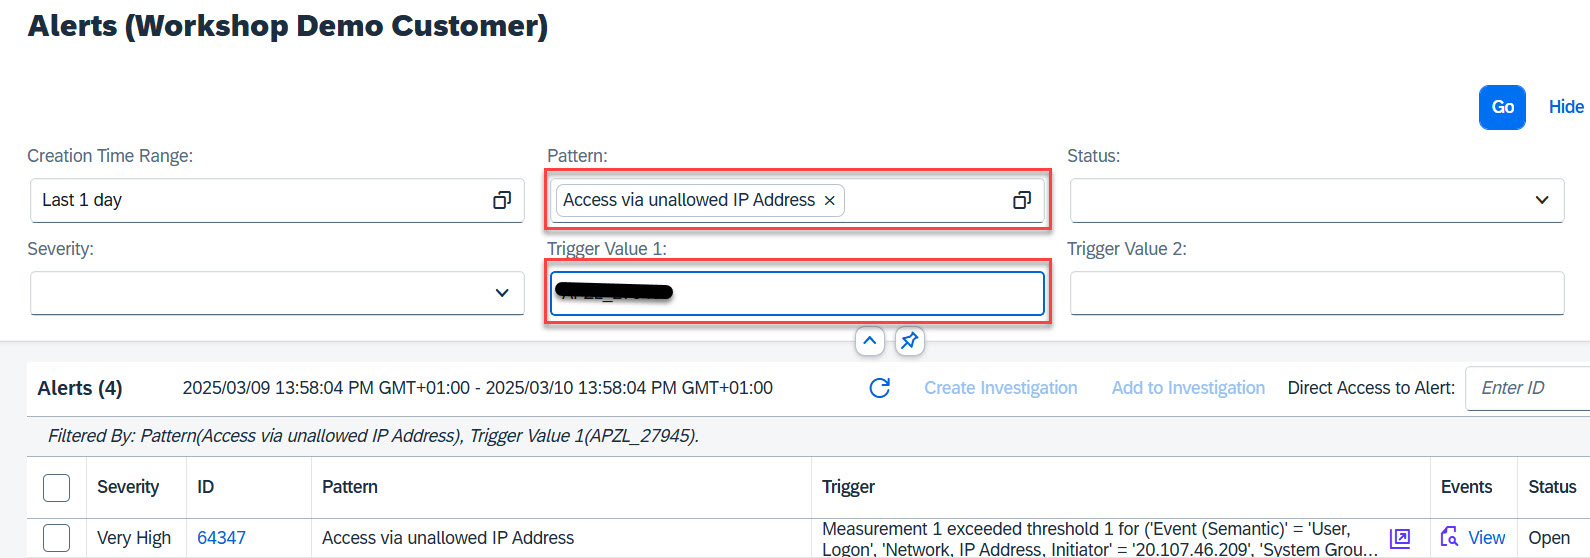 Alerts (Workshop Demo Customer)
Go Hide
Creation Time Range: Pattern: Status:
Last 1 day Access via unallowed IP Address ×
Severity: Trigger Value 1: Trigger Value 2:
Alerts (4) 2025/03/09 13:58:04 PM GMT+01:00 - 2025/03/10 13:58:04 PM GMT+01:00 Create Investigation Add to Investigation Direct Access to Alert: Enter ID
Filtered By: Pattern(Access via unallowed IP Address), Trigger Value 1(APZL_27945).
Severity ID Pattern Trigger Events Status
Very High 64347 Access via unallowed IP Address Measurement 1 exceeded threshold 1 for ('Event (Semantic)' = 'User, View Open
Logon', 'Network, IP Address, Initiator' = '20.107.46.209', 'System Grou...